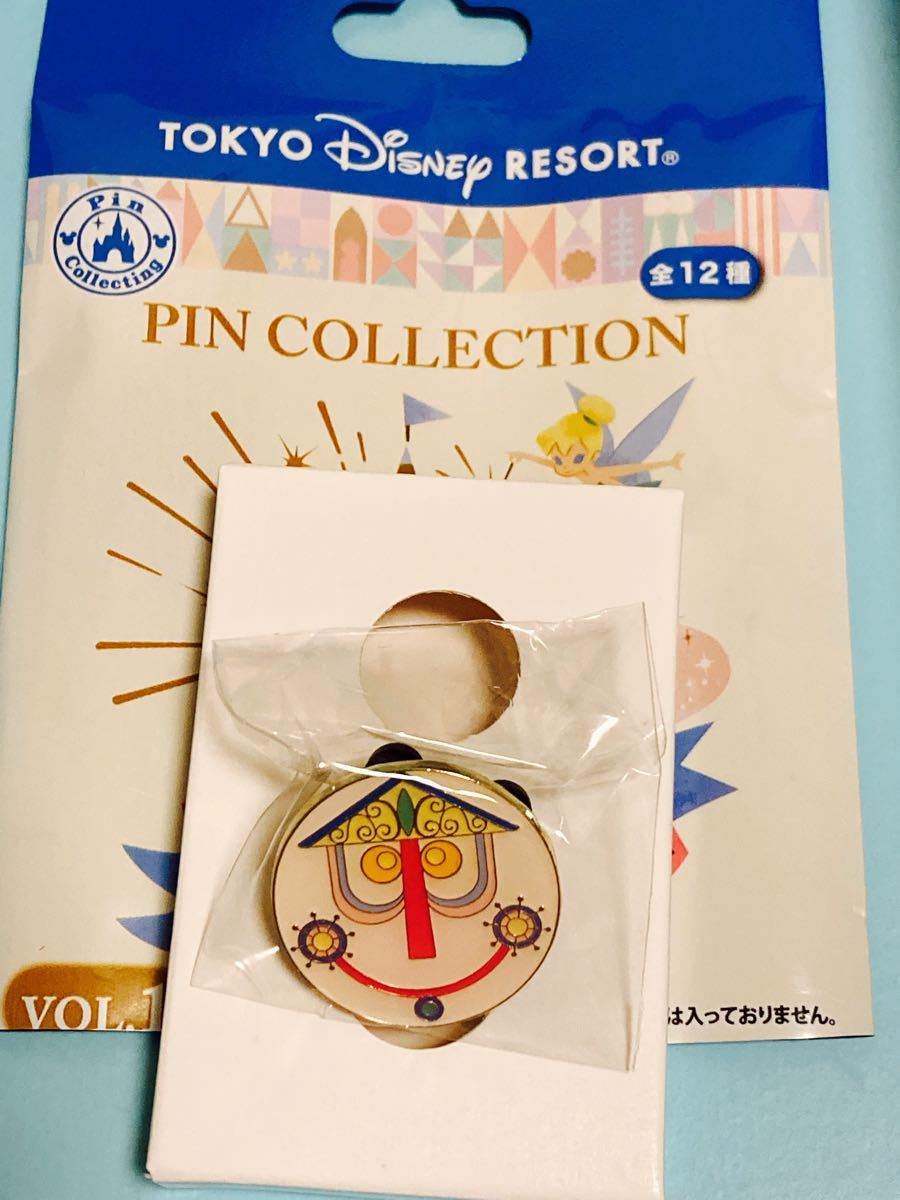 TOKYO Disney RESORT®
Pin
Collecting
全12種
PIN COLLECTION
VOL.1
は入っておりません。